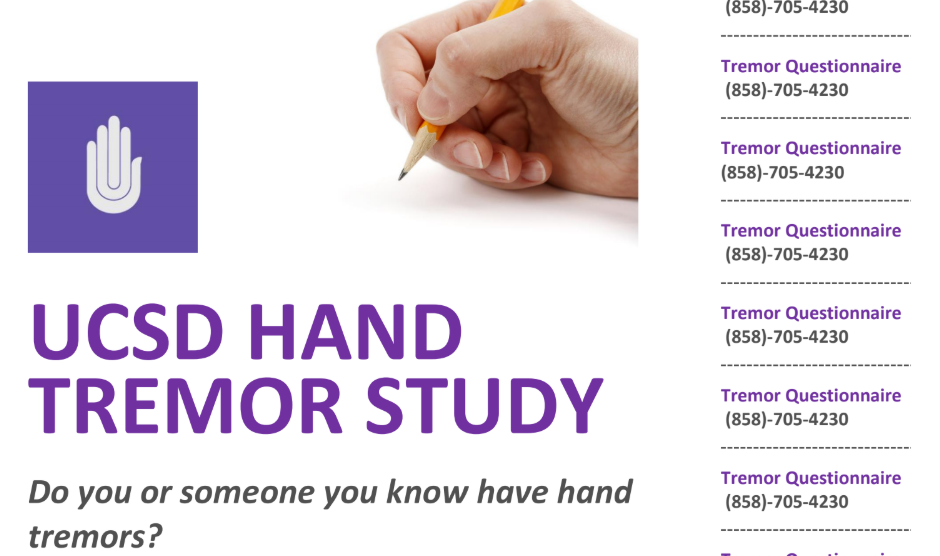 UCSD HAND
TREMOR STUDY
Do you or someone you know have hand
tremors?
(858)-705-4230
Tremor Questionnaire
(858)-705-4230
Tremor Questionnaire
(858)-705-4230
Tremor Questionnaire
(858)-705-4230
Tremor Questionnaire
(858)-705-4230
Tremor Questionnaire
(858)-705-4230
Tremor Questionnaire
(858)-705-4230